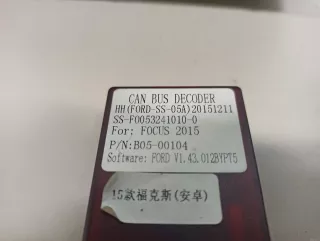 CAN BUS DECODER
HH(FORD-SS-05A)20151211
SS-F0053241010-0
For: FOCUS 2015
P/N:B05-00104
Software: FORD V1.43.012BYPT5
15款福克斯(安卓)